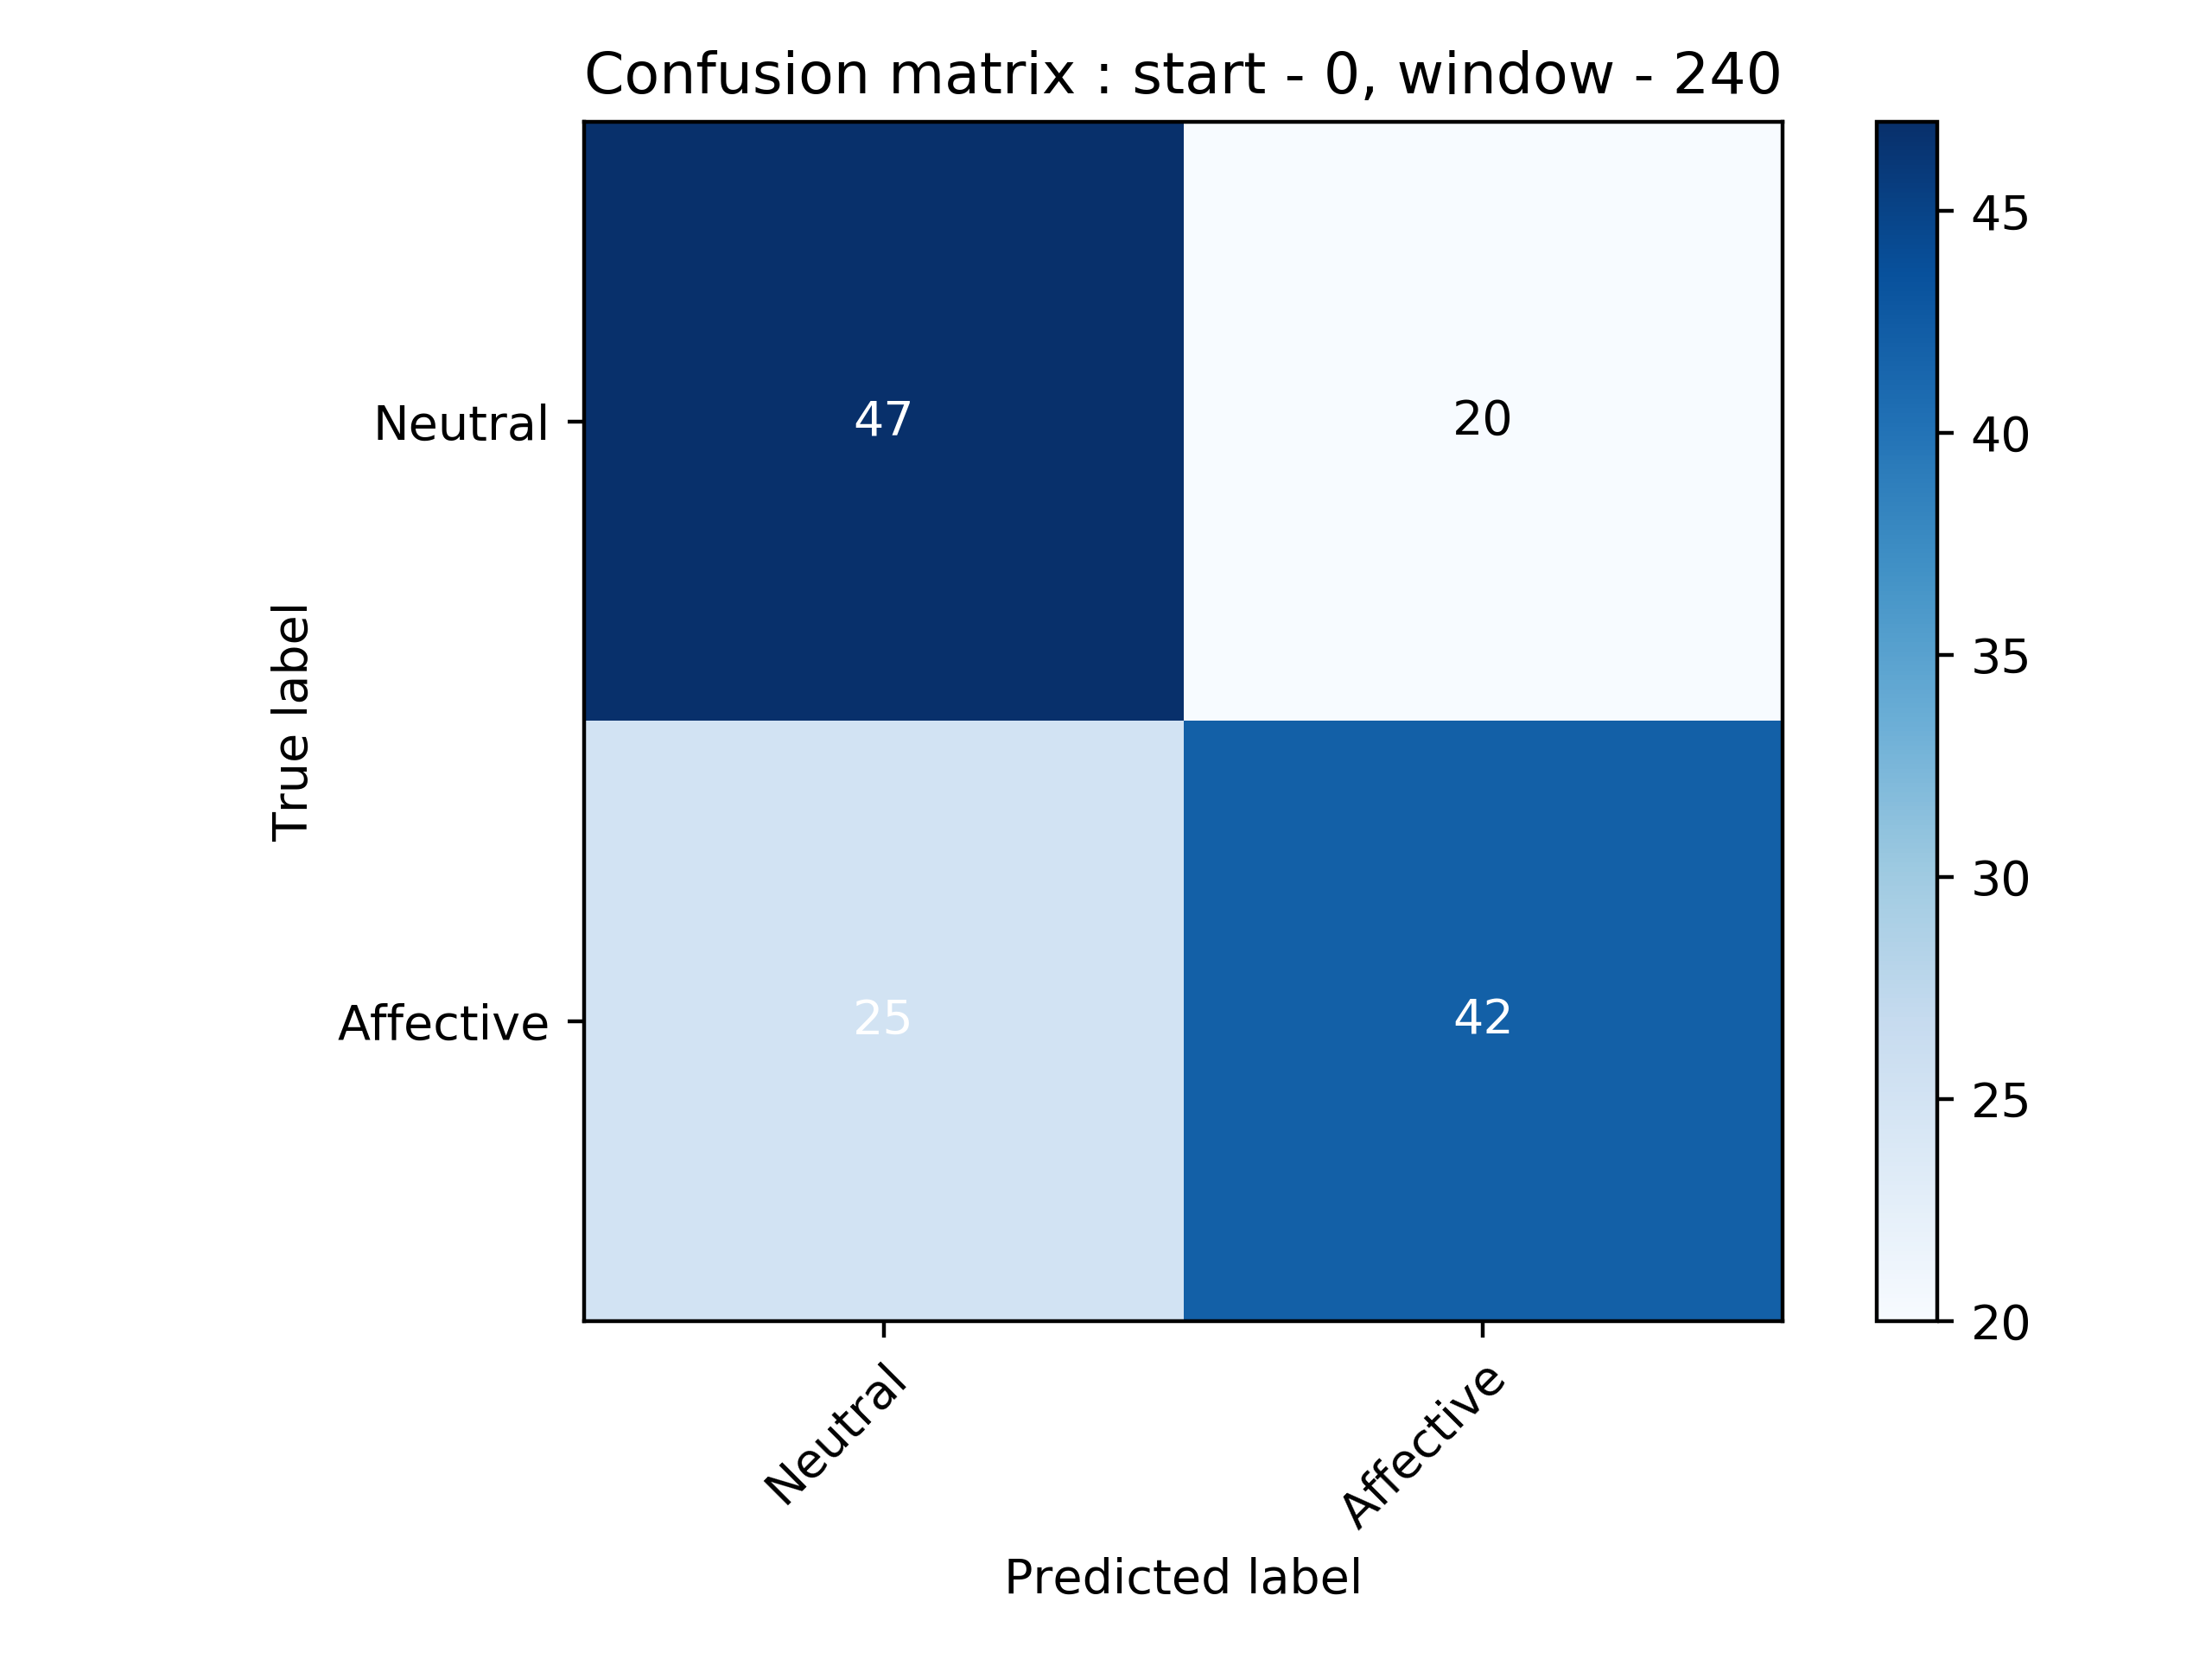 Confusion matrix : start - 0, window - 240
45
40
35
30
25
20
True label
Neutral
47
20
Affective
25
42
Neutral
Affective
Predicted label